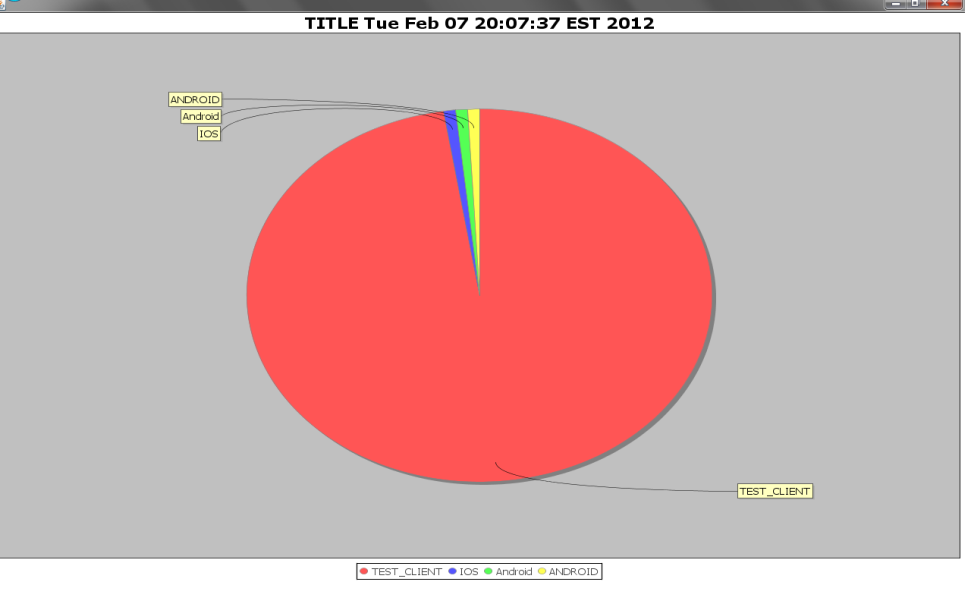 TITLE Tue Feb 07 20:07:37 EST 2012
ANDROID
Android
IOS
TEST_CLIENT
TEST_CLIENT IOS Android ANDROID